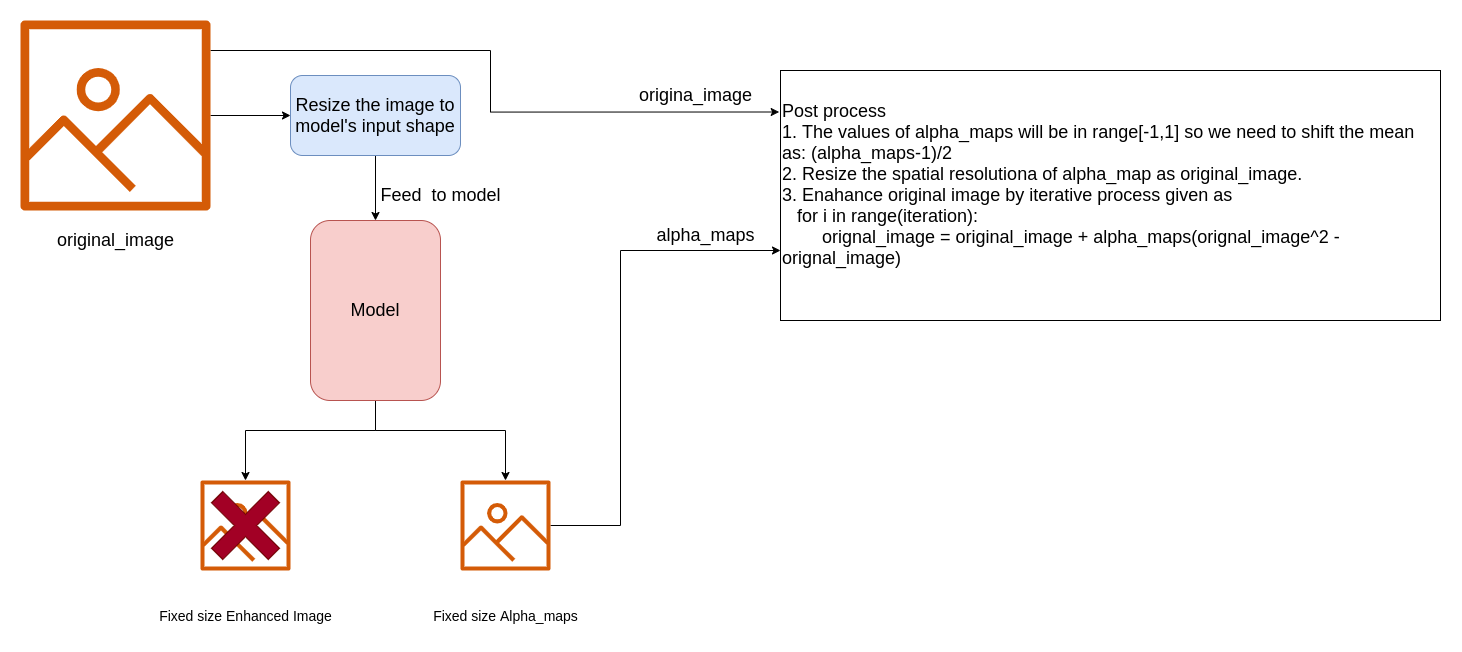 original_image
Resize the image to
model's input shape
Feed  to model
Model
Fixed size Enhanced Image
Fixed size Alpha_maps
origina_image
alpha_maps
Post process
1. The values of alpha_maps will be in range[-1,1] so we need to shift the mean
as: (alpha_maps-1)/2
2. Resize the spatial resolutiona of alpha_map as original_image.
3. Enahance original image by iterative process given as
   for i in range(iteration):
        orignal_image = original_image + alpha_maps(orignal_image^2 -
orignal_image)